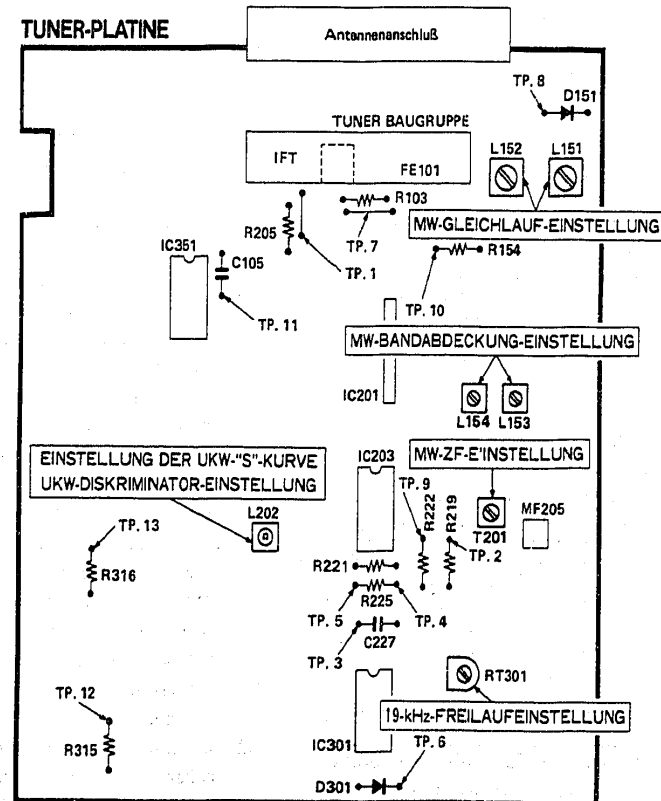 TUNER-PLATINE
Antennenanschluß
TP. 8
D151
TUNER BAUGRUPPE
L152
L151
IFT
FE101
R103
MW-GLEICHLAUF-EINSTELLUNG
R205
TP. 7
R154
IC351
C105
TP. 1
TP. 11
TP. 10
MW-BANDABDECKUNG-EINSTELLUNG
IC201
L154
L153
EINSTELLUNG DER UKW-"S"-KURVE
UKW-DISKRIMINATOR-EINSTELLUNG
IC203
MW-ZF-E'INSTELLUNG
TP. 9
R222
R219
L202
T201
MF205
TP. 13
TP. 2
R221
R316
R225
TP. 5
TP. 4
C227
TP. 3
RT301
TP. 12
19-kHz-FREILAUFEINSTELLUNG
R315
IC301
TP. 6
D301